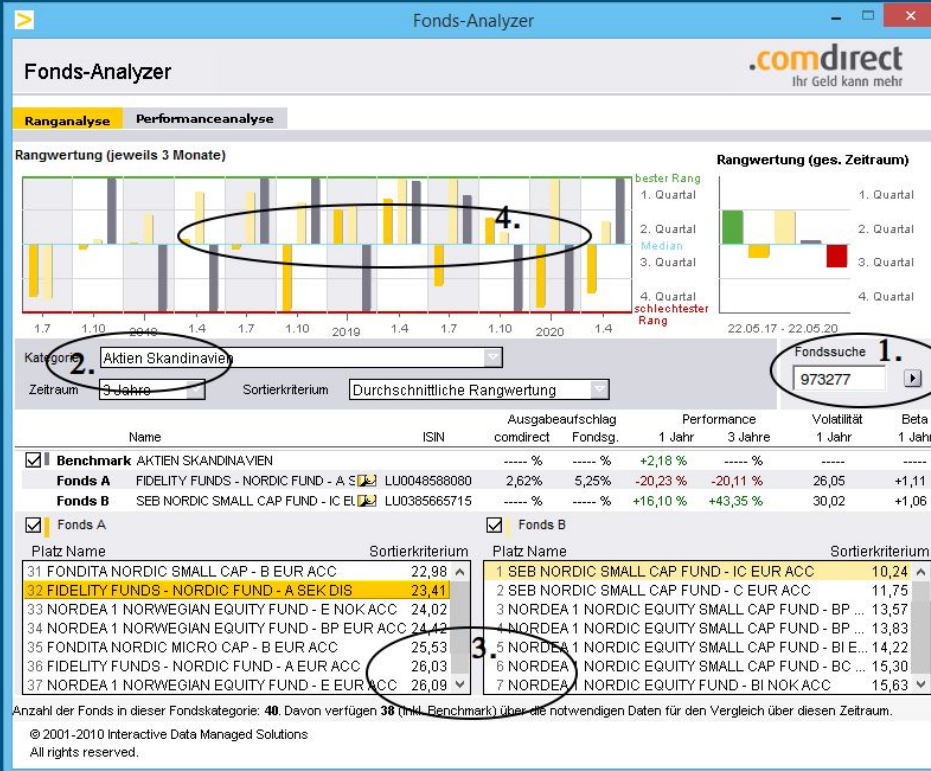 Fonds-Analyzer
Fonds-Analyzer
.comdirect
Ihr Geld kann mehr
Ranganalyse Performanceanalyse
Rangwertung (jeweils 3 Monate)
bester Rang
1. Quartal
2. Quartal
Median
3. Quartal
4. Quartal
schlechtester
Rang
4.
1.7 1.10 2018 1.4 1.7 1.10 2019 1.4 1.7 1.10 2020 1.4
Rangwertung (ges. Zeitraum)
1. Quartal
2. Quartal
3. Quartal
4. Quartal
22.05.17 - 22.05.20
Kategorie Aktien Skandinavien
2.
Zeitraum 3 Jahre Sortierkriterium Durchschnittliche Rangwertung
Fondssuche 1.
973277
Ausgabeaufschlag Performance Volatilität Beta
Name ISIN comdirect Fondsg. 1 Jahr 3 Jahre 1 Jahr 1 Jahr
Benchmark AKTIEN SKANDINAVIEN ----- % ----- % +2,18 % ----- % ----- -----
Fonds A FIDELITY FUNDS - NORDIC FUND - A S LU0048588080 2,62% 5,25% -20,23 % -20,11 % 26,05 +1,11
Fonds B SEB NORDIC SMALL CAP FUND - IC EU LU0385665715 ----- % ----- % +16,10 % +43,35 % 30,02 +1,06
Fonds A
Platz Name Sortierkriterium
31 FONDITA NORDIC SMALL CAP - B EUR ACC 22,98
32 FIDELITY FUNDS - NORDIC FUND - A SEK DIS 23,41
33 NORDEA 1 NORWEGIAN EQUITY FUND - E NOK ACC 24,02
34 NORDEA 1 NORWEGIAN EQUITY FUND - BP EUR ACC 24,42
35 FONDITA NORDIC MICRO CAP - B EUR ACC 25,53
36 FIDELITY FUNDS - NORDIC FUND - A EUR ACC 26,03
37 NORDEA 1 NORWEGIAN EQUITY FUND - E EUR ACC 26,09
3.
Fonds B
Platz Name Sortierkriterium
1 SEB NORDIC SMALL CAP FUND - IC EUR ACC 10,24
2 SEB NORDIC SMALL CAP FUND - C EUR ACC 11,75
3 NORDEA 1 NORDIC EQUITY SMALL CAP FUND - BP ... 13,57
4 NORDEA 1 NORDIC EQUITY SMALL CAP FUND - BP ... 13,83
5 NORDEA 1 NORDIC EQUITY SMALL CAP FUND - BI E... 14,22
6 NORDEA 1 NORDIC EQUITY SMALL CAP FUND - BC ... 15,30
7 NORDEA 1 NORDIC EQUITY FUND - BI NOK ACC 15,63
Anzahl der Fonds in dieser Fondskategorie: 40. Davon verfügen 38 (inkl. Benchmark) über die notwendigen Daten für den Vergleich über diesen Zeitraum.
© 2001-2010 Interactive Data Managed Solutions
All rights reserved.